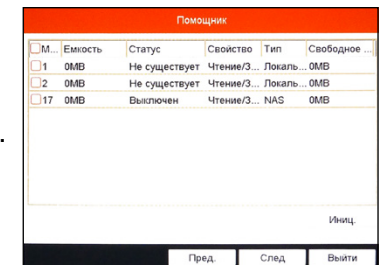 Помощник
М... Емкость Статус Свойство Тип Свободное ...
1 0MB Не существует Чтение/З... Локаль... 0MB
2 0MB Не существует Чтение/З... Локаль... 0MB
17 0MB Выключен Чтение/З... NAS 0MB
Иниц.
Пред. След Выйти